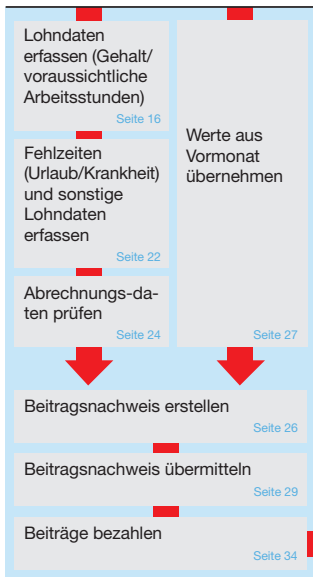 Lohndaten
erfassen (Gehalt/
voraussichtliche
Arbeitsstunden)
Seite 16
Fehlzeiten
(Urlaub/Krankheit)
und sonstige
Lohndaten
erfassen
Seite 22
Abrechnungs-da-
ten prüfen
Seite 24
Werte aus
Vormonat
übernehmen
Seite 27
Beitragsnachweis erstellen
Seite 26
Beitragsnachweis übermitteln
Seite 29
Beiträge bezahlen
Seite 34